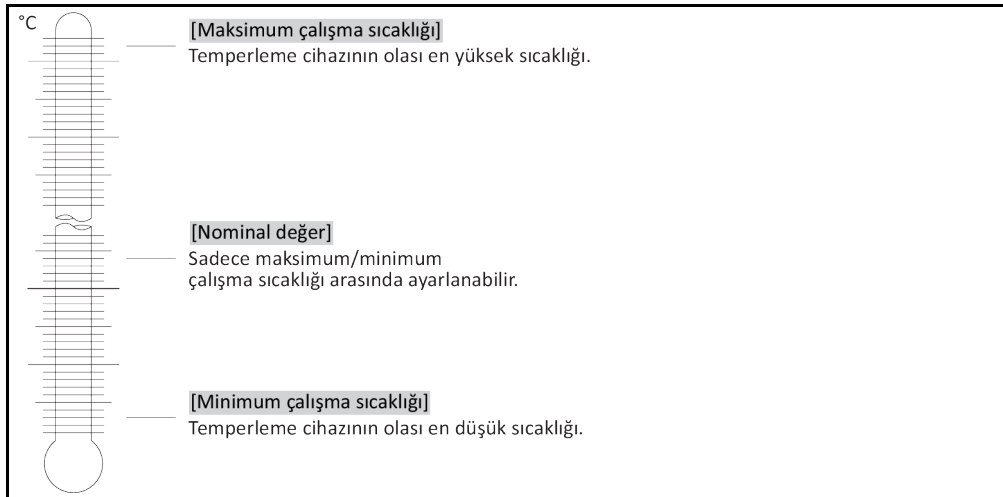 °C
[Maksimum çalışma sıcaklığı]
Temperleme cihazının olası en yüksek sıcaklığı.
[Nominal değer]
Sadece maksimum/minimum
çalışma sıcaklığı arasında ayarlanabilir.
[Minimum çalışma sıcaklığı]
Temperleme cihazının olası en düşük sıcaklığı.